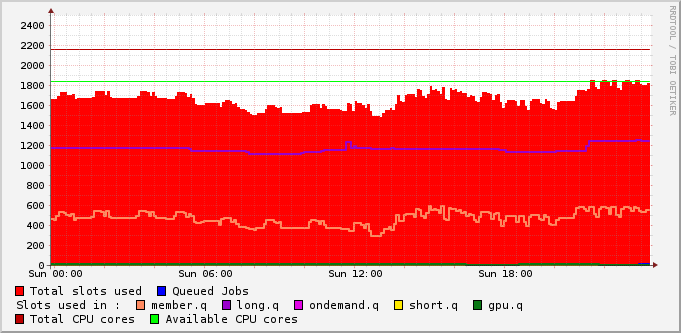 2400
2200
2000
1800
1600
1400
1200
1000
800
600
400
200
0
Sun 00:00 Sun 06:00 Sun 12:00 Sun 18:00
RRDTOOL / TOBI OETIKER
Total slots used Queued Jobs
Slots used in : member.q long.q ondemand.q short.q gpu.q
Total CPU cores Available CPU cores